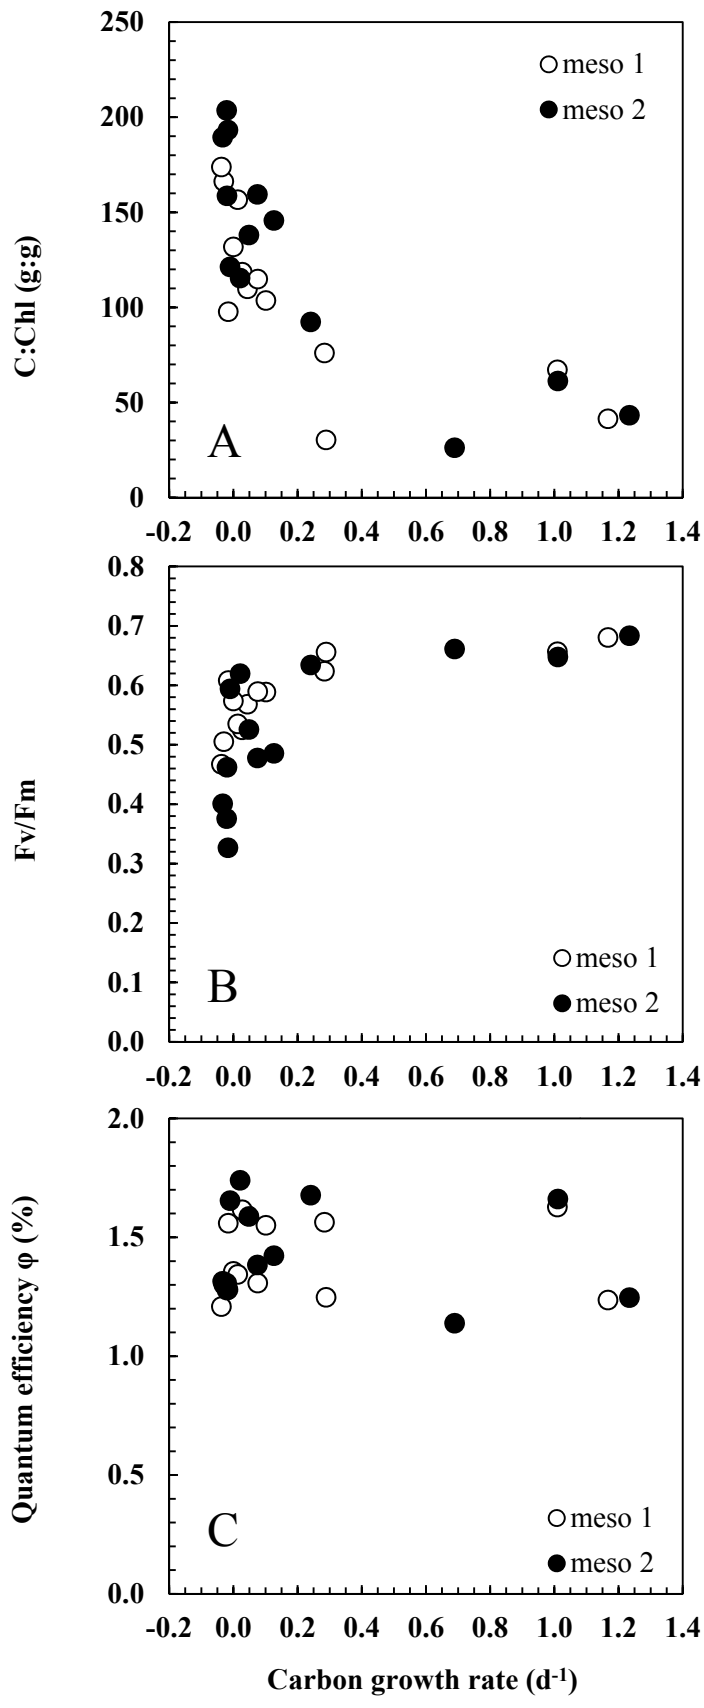 250
200
150
100
50
0
C:Chl (g:g)
meso 1
meso 2
A
-0.2 0.0 0.2 0.4 0.6 0.8 1.0 1.2 1.4
0.8
0.7
0.6
0.5
0.4
0.3
0.2
0.1
0.0
Fv/Fm
meso 1
meso 2
B
-0.2 0.0 0.2 0.4 0.6 0.8 1.0 1.2 1.4
2.0
1.5
1.0
0.5
0.0
Quantum efficiency φ (%)
meso 1
meso 2
C
-0.2 0.0 0.2 0.4 0.6 0.8 1.0 1.2 1.4
Carbon growth rate (d⁻¹)